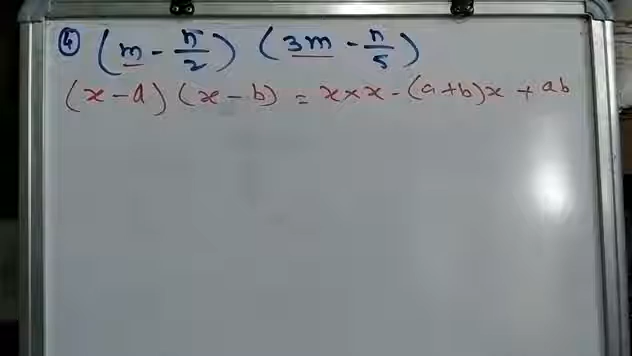 ④ (m - n/2) (3m - n/5)
(x - a) (x - b) = x × x - (a + b)x + ab